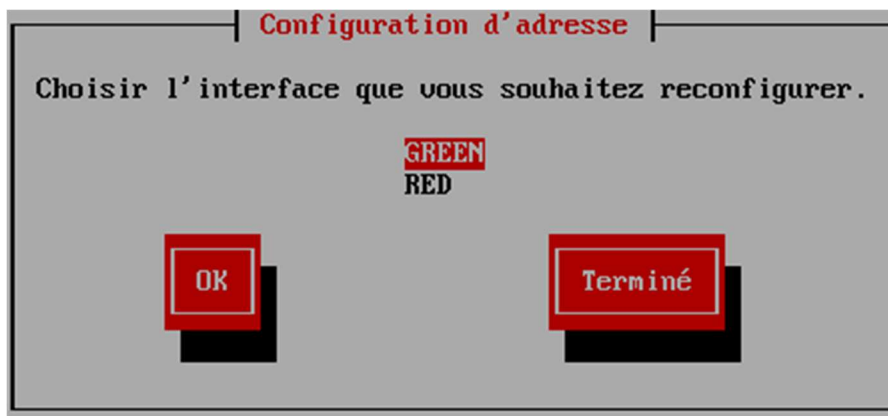 Configuration d'adresse
Choisir l'interface que vous souhaitez reconfigurer.
GREEN
RED
OK Terminé